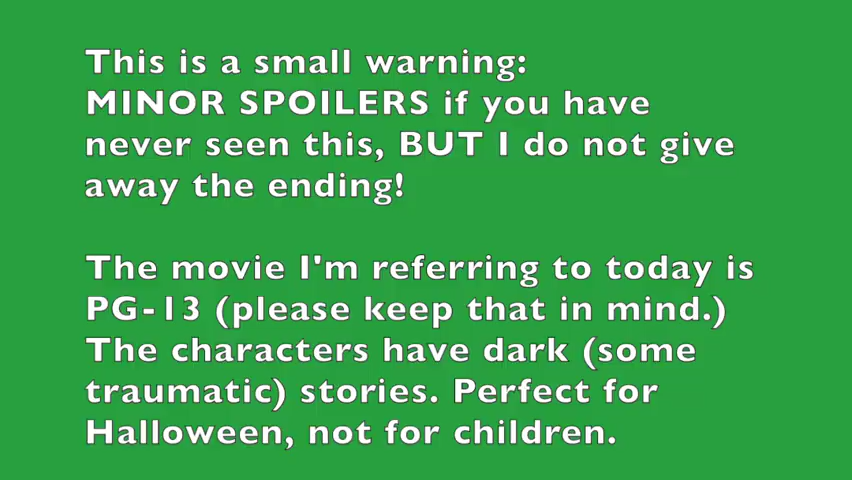 This is a small warning:
MINOR SPOILERS if you have
never seen this, BUT I do not give
away the ending!
The movie I'm referring to today is
PG-13 (please keep that in mind.)
The characters have dark (some
traumatic) stories. Perfect for
Halloween, not for children.